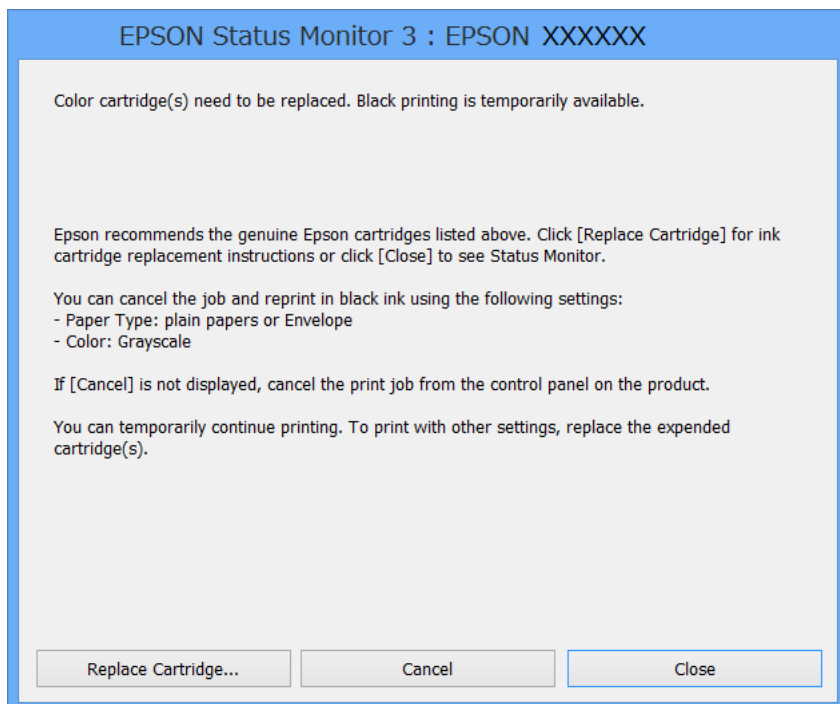 EPSON Status Monitor 3 : EPSON XXXXXX
Color cartridge(s) need to be replaced. Black printing is temporarily available.
Epson recommends the genuine Epson cartridges listed above. Click [Replace Cartridge] for ink
cartridge replacement instructions or click [Close] to see Status Monitor.
You can cancel the job and reprint in black ink using the following settings:
- Paper Type: plain papers or Envelope
- Color: Grayscale
If [Cancel] is not displayed, cancel the print job from the control panel on the product.
You can temporarily continue printing. To print with other settings, replace the expended
cartridge(s).
Replace Cartridge...
Cancel
Close